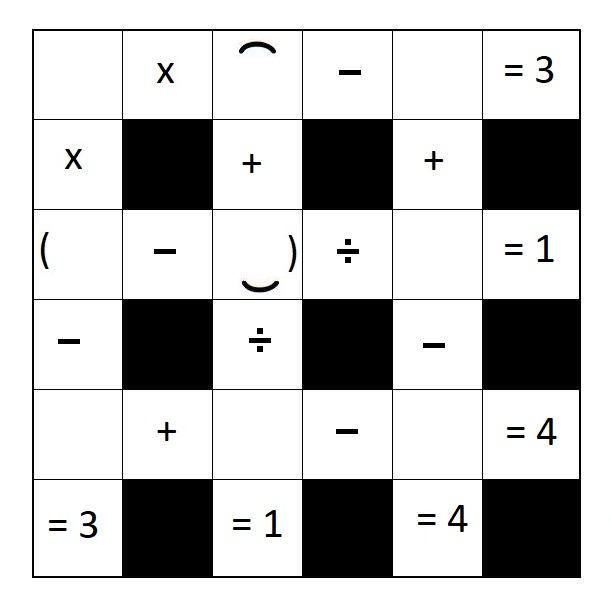 x ⌒ − = 3
x + +
( − ⌣ ) ÷ = 1
− ÷ −
+ − = 4
= 3 = 1 = 4